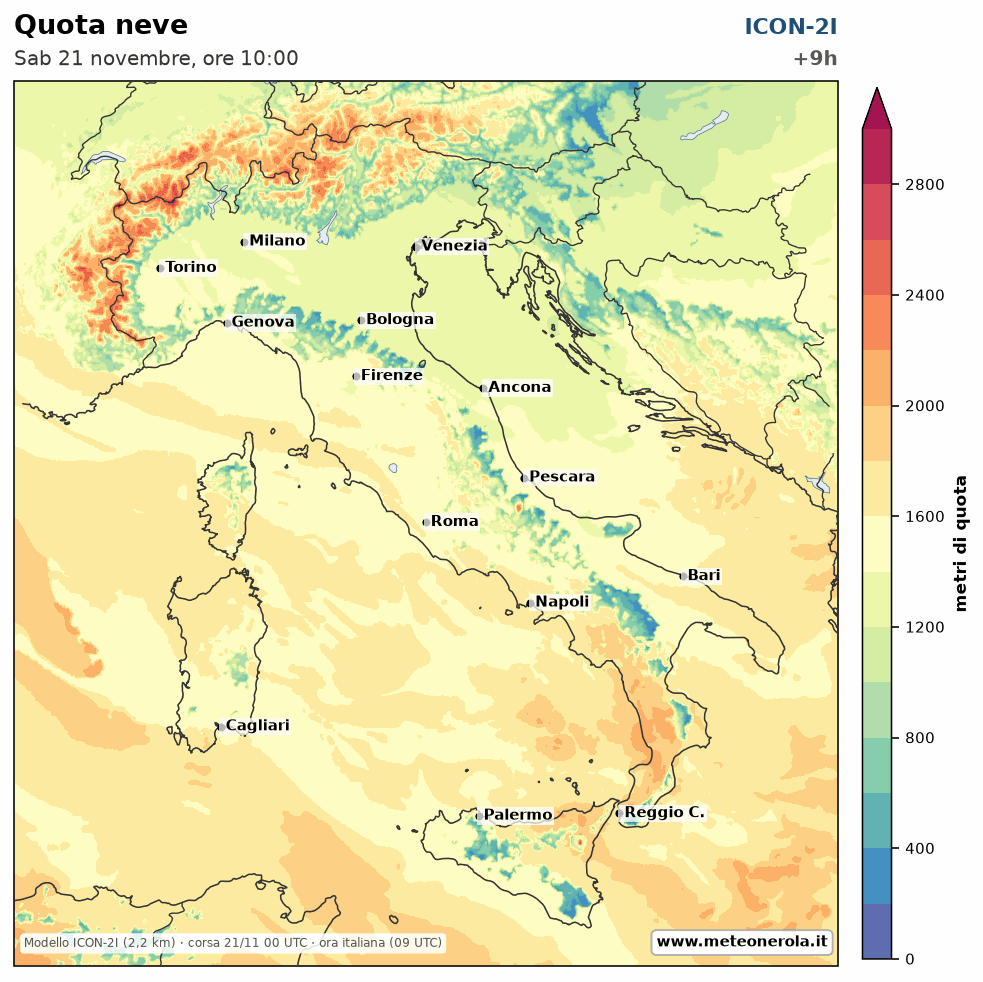 Quota neve
ICON-2I
Sab 21 novembre, ore 10:00
+9h
Milano
Venezia
Torino
Genova
Bologna
Firenze
Ancona
Pescara
Roma
Bari
Napoli
Cagliari
Palermo
Reggio C.
Modello ICON-2I (2,2 km) · corsa 21/11 00 UTC · ora italiana (09 UTC)
www.meteonerola.it
2800
2400
2000
1600
1200
800
400
0
metri di quota